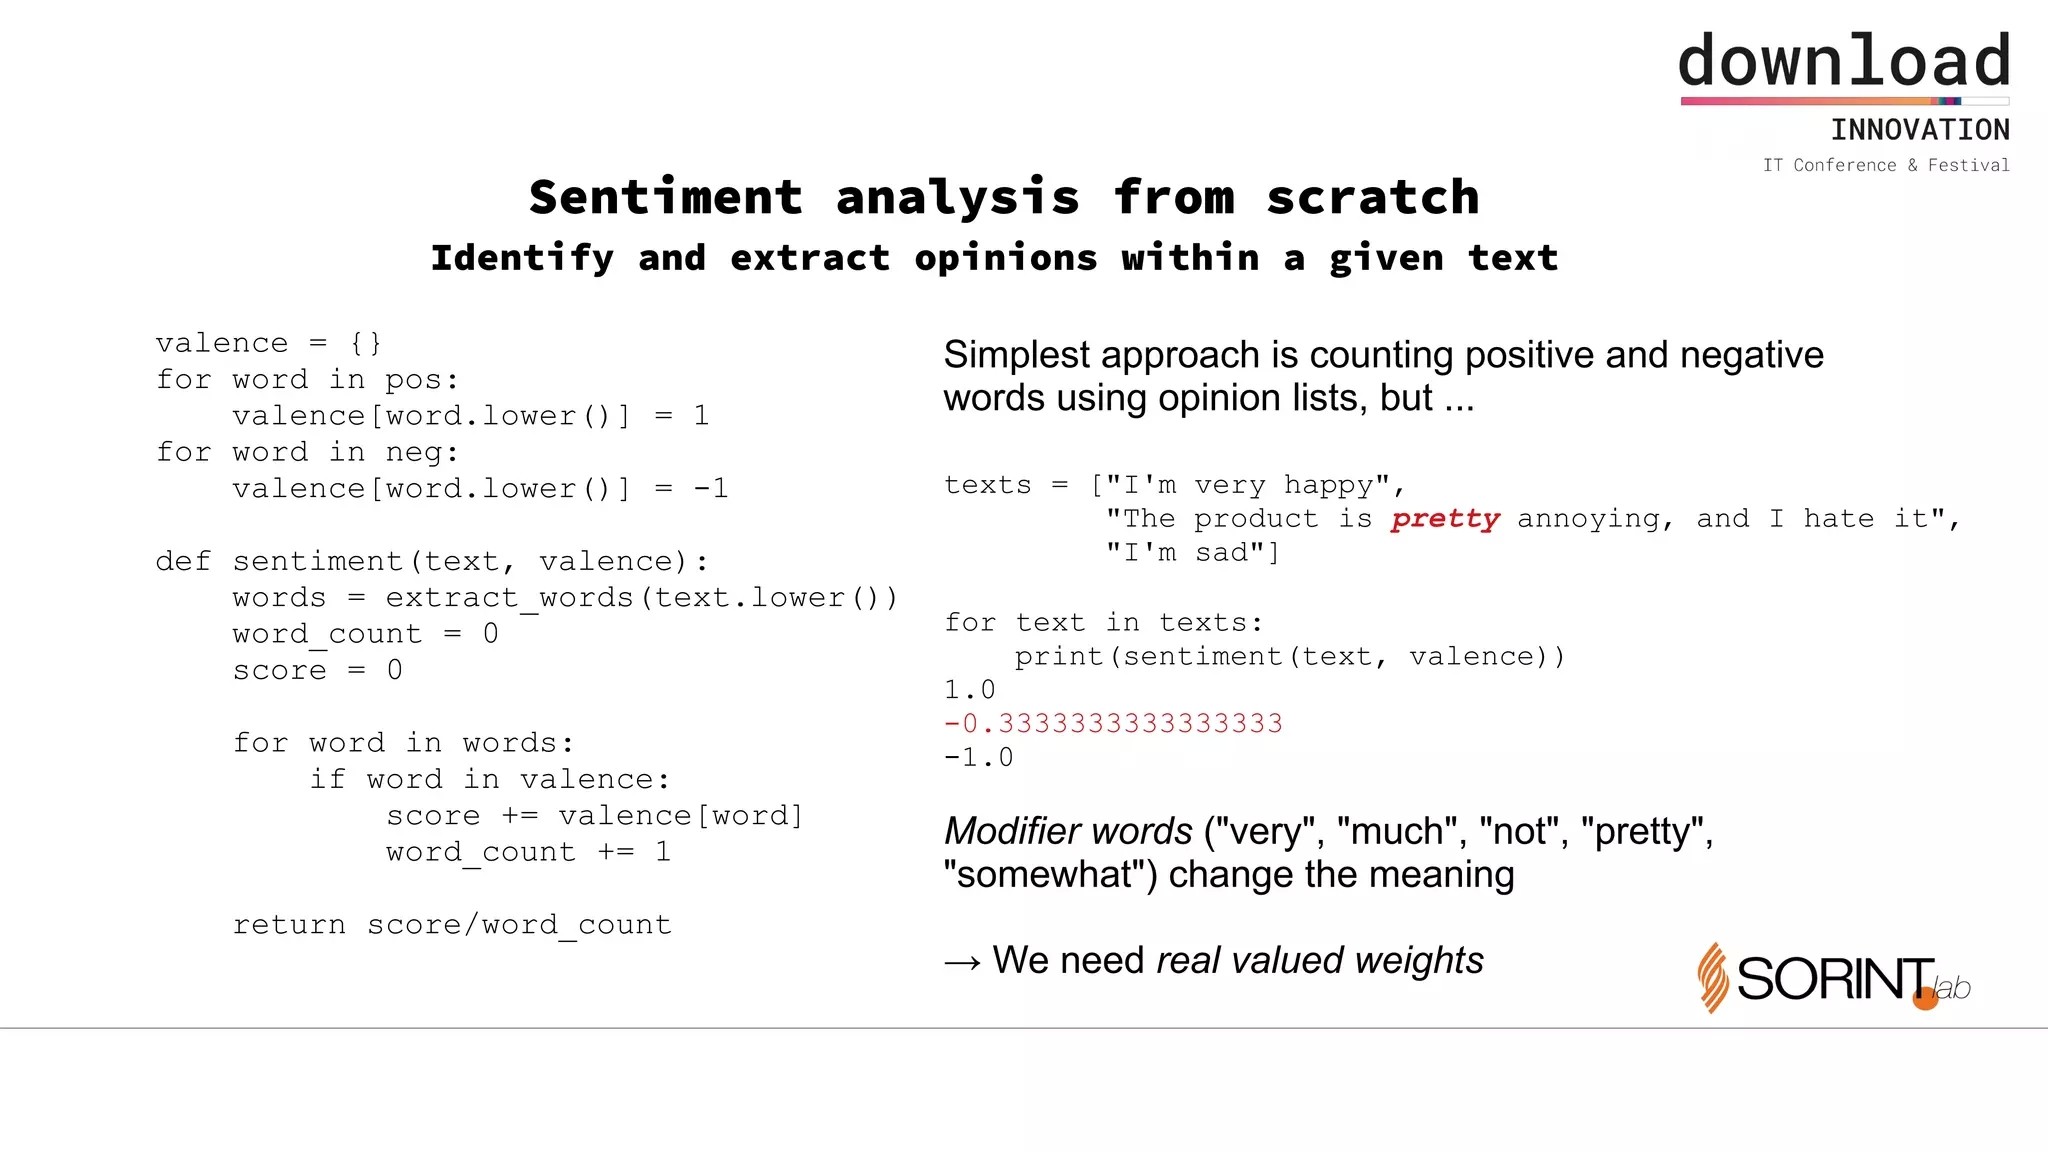 download
INNOVATION
IT Conference & Festival
Sentiment analysis from scratch
Identify and extract opinions within a given text
valence = {}
for word in pos:
    valence[word.lower()] = 1
for word in neg:
    valence[word.lower()] = -1
def sentiment(text, valence):
    words = extract_words(text.lower())
    word_count = 0
    score = 0
    for word in words:
        if word in valence:
            score += valence[word]
            word_count += 1
    return score/word_count
Simplest approach is counting positive and negative
words using opinion lists, but ...
texts = ["I'm very happy",
         "The product is pretty annoying, and I hate it",
         "I'm sad"]
for text in texts:
    print(sentiment(text, valence))
1.0
-0.3333333333333333
-1.0
Modifier words ("very", "much", "not", "pretty",
"somewhat") change the meaning
→ We need real valued weights
SORINT.lab